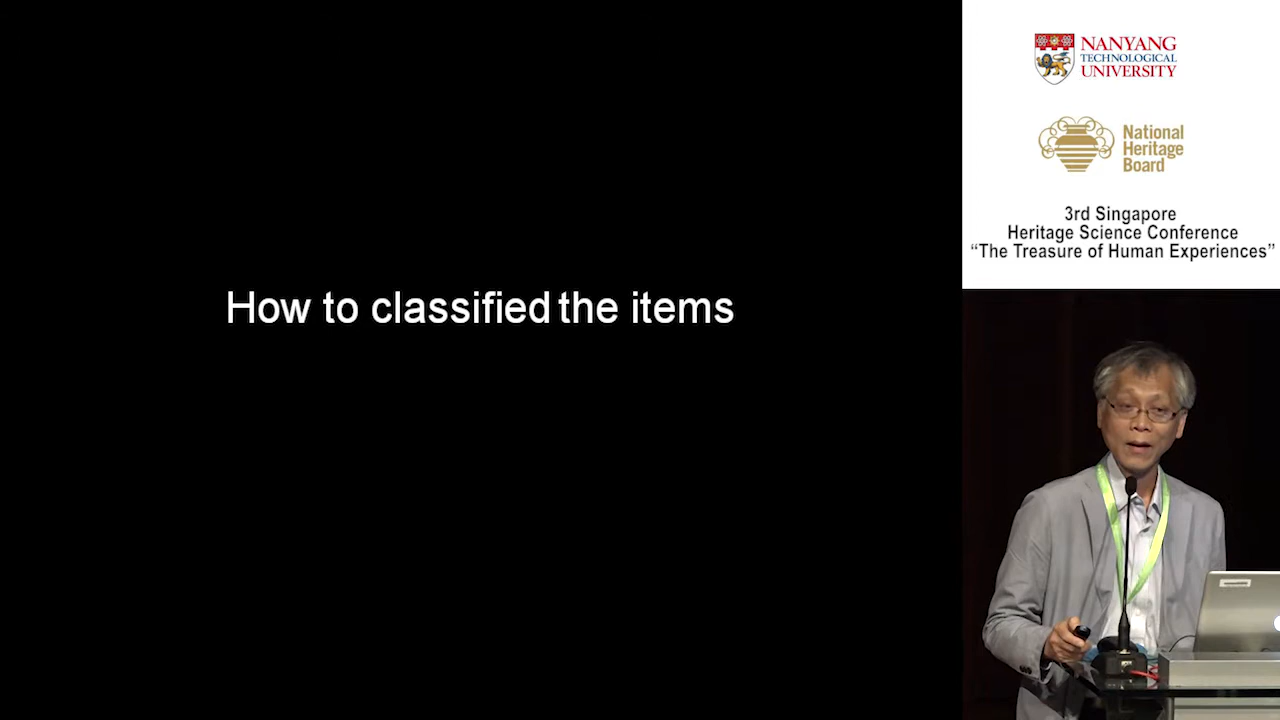 How to classified the items
NANYANG
TECHNOLOGICAL
UNIVERSITY
National
Heritage
Board
3rd Singapore
Heritage Science Conference
“The Treasure of Human Experiences”